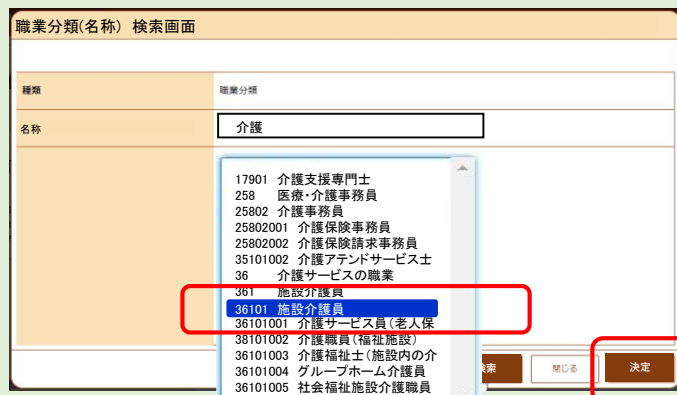 職業分類(名称) 検索画面
種類 職業分類
名称 介護
17901 介護支援専門士
258 医療・介護事務員
25802 介護事務員
25802001 介護保険事務員
25802002 介護保険請求事務員
35101002 介護アテンドサービス士
36 介護サービスの職業
361 施設介護員
36101 施設介護員
36101001 介護サービス員(老人保
38101002 介護職員(福祉施設)
36101003 介護福祉士(施設内の介
36101004 グループホーム介護員
36101005 社会福祉施設介護職員
索 閉じる 決定